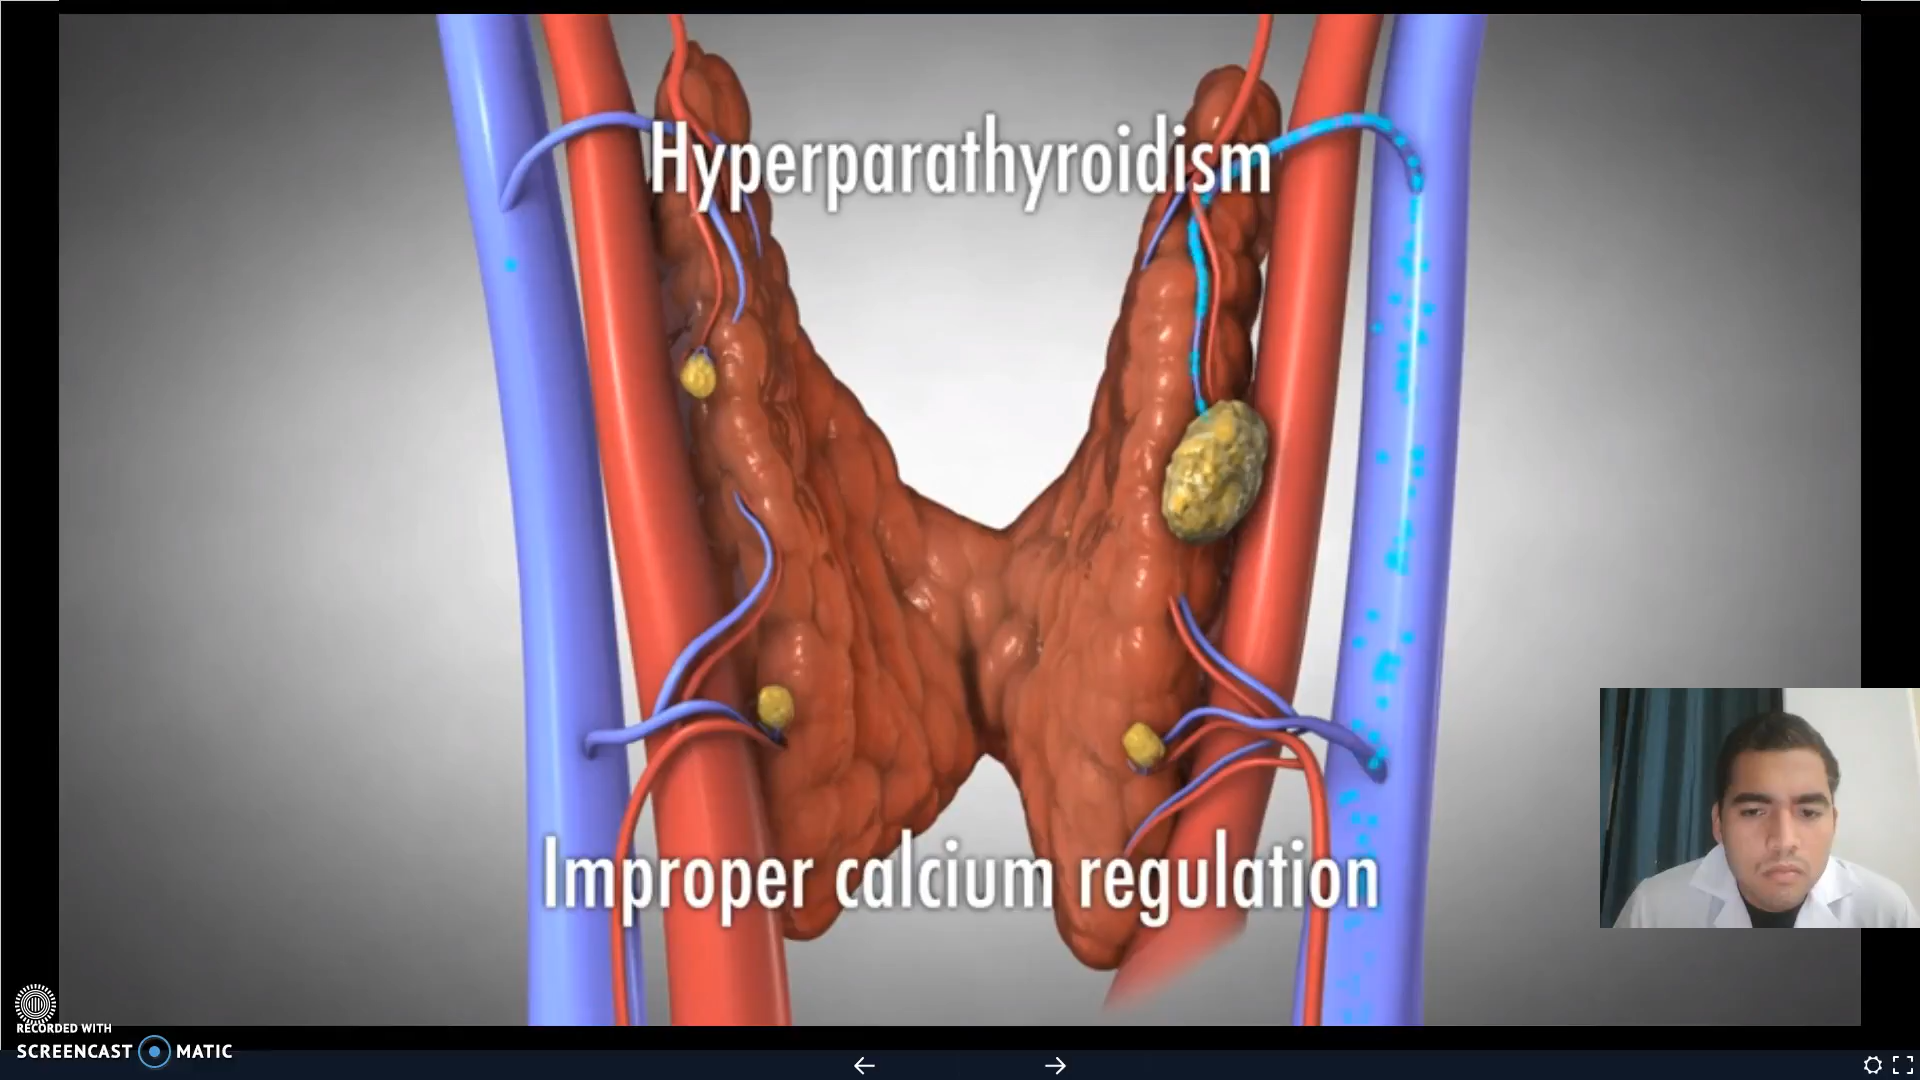 Hyperparathyroidism
Improper calcium regulation
RECORDED WITH
SCREENCAST MATIC